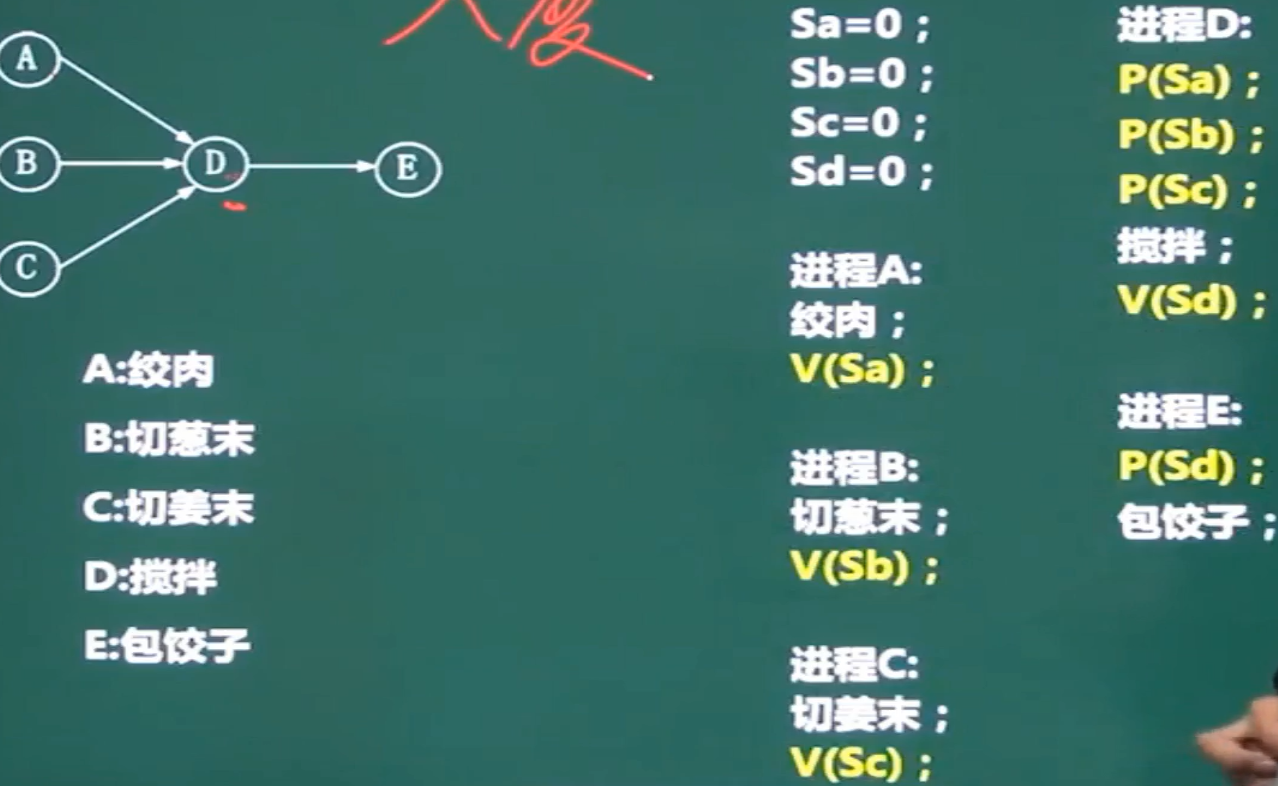 A
B
C
D
E
A:绞肉
B:切葱末
C:切姜末
D:搅拌
E:包饺子
Sa=0；
Sb=0；
Sc=0；
Sd=0；
进程A:
绞肉；
V(Sa)；
进程B:
切葱末；
V(Sb)；
进程C:
切姜末；
V(Sc)；
进程D:
P(Sa)；
P(Sb)；
P(Sc)；
搅拌；
V(Sd)；
进程E:
P(Sd)；
包饺子；